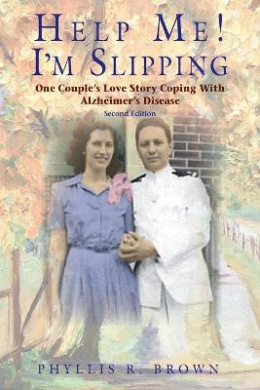 HELP ME!
I'M SLIPPING
One Couple's Love Story Coping With
Alzheimer's Disease
Second Edition
PHYLLIS R. BROWN